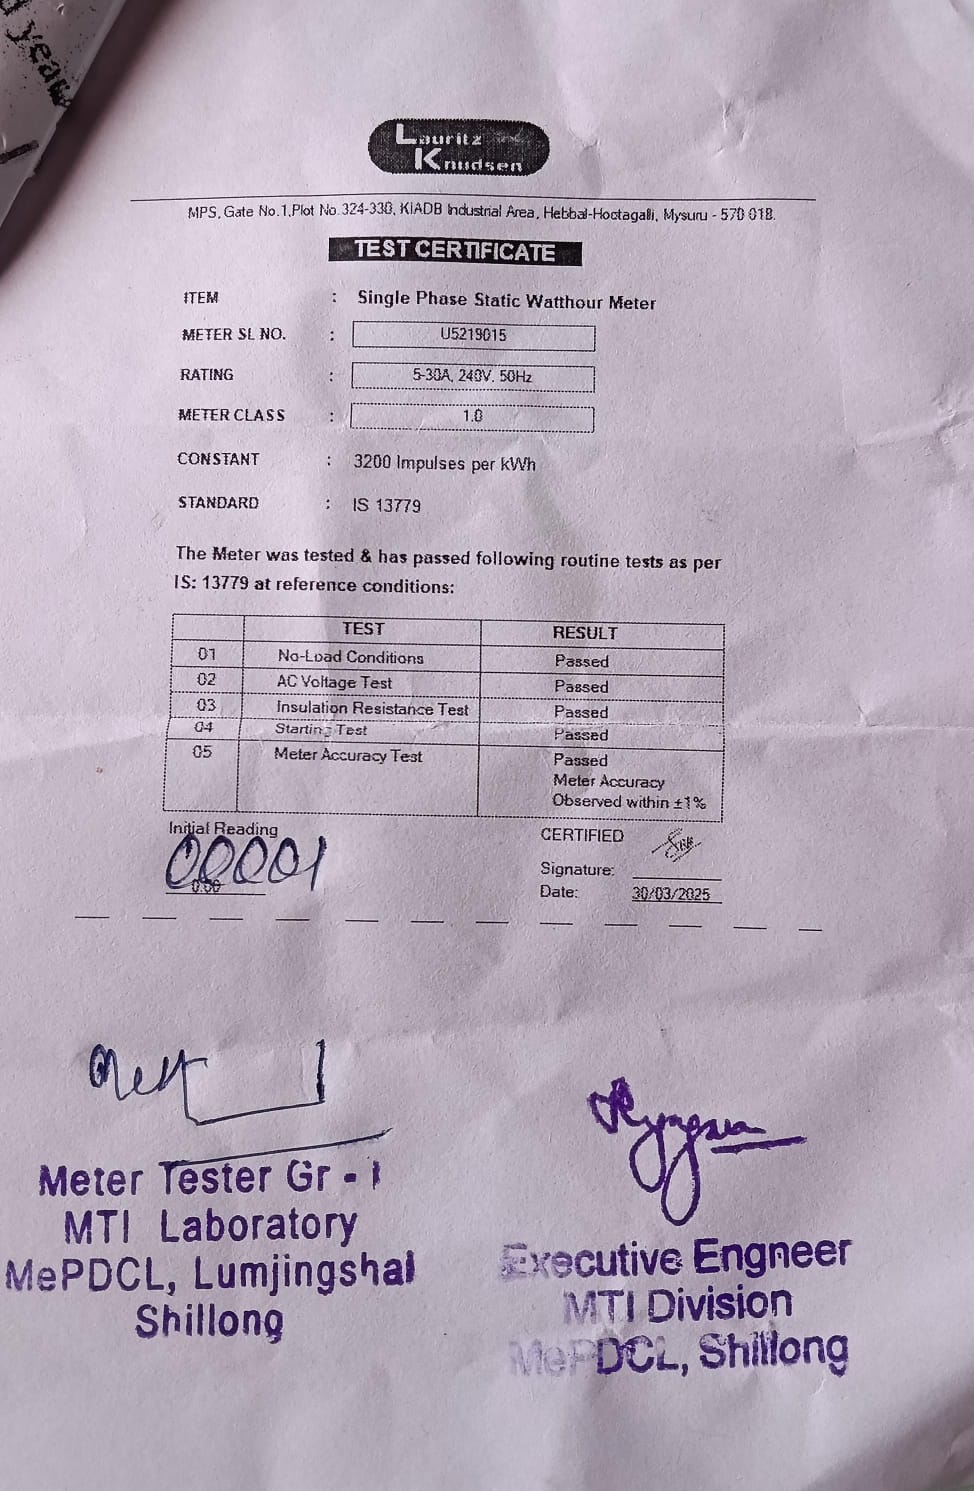 year
Lauritz
Knudsen
MPS, Gate No.1,Plot No.324-330, KIADB Industrial Area, Hebbal-Hootagalli, Mysuru - 570 018.
TEST CERTIFICATE
ITEM : Single Phase Static Watthour Meter
METER SL NO. : U5219015
RATING : 5-30A, 240V, 50Hz
METER CLASS : 1.0
CONSTANT : 3200 Impulses per kWh
STANDARD : IS 13779
The Meter was tested & has passed following routine tests as per
IS: 13779 at reference conditions:
TEST RESULT
01 No-Load Conditions Passed
02 AC Voltage Test Passed
03 Insulation Resistance Test Passed
04 Starting Test Passed
05 Meter Accuracy Test Passed
Meter Accuracy
Observed within ±1%
Initial Reading CERTIFIED
00001
0.00
Signature:
Date: 30/03/2025
Meter Tester Gr - I
MTI Laboratory
MePDCL, Lumjingshai
Shillong
Executive Engneer
MTI Division
MePDCL, Shillong